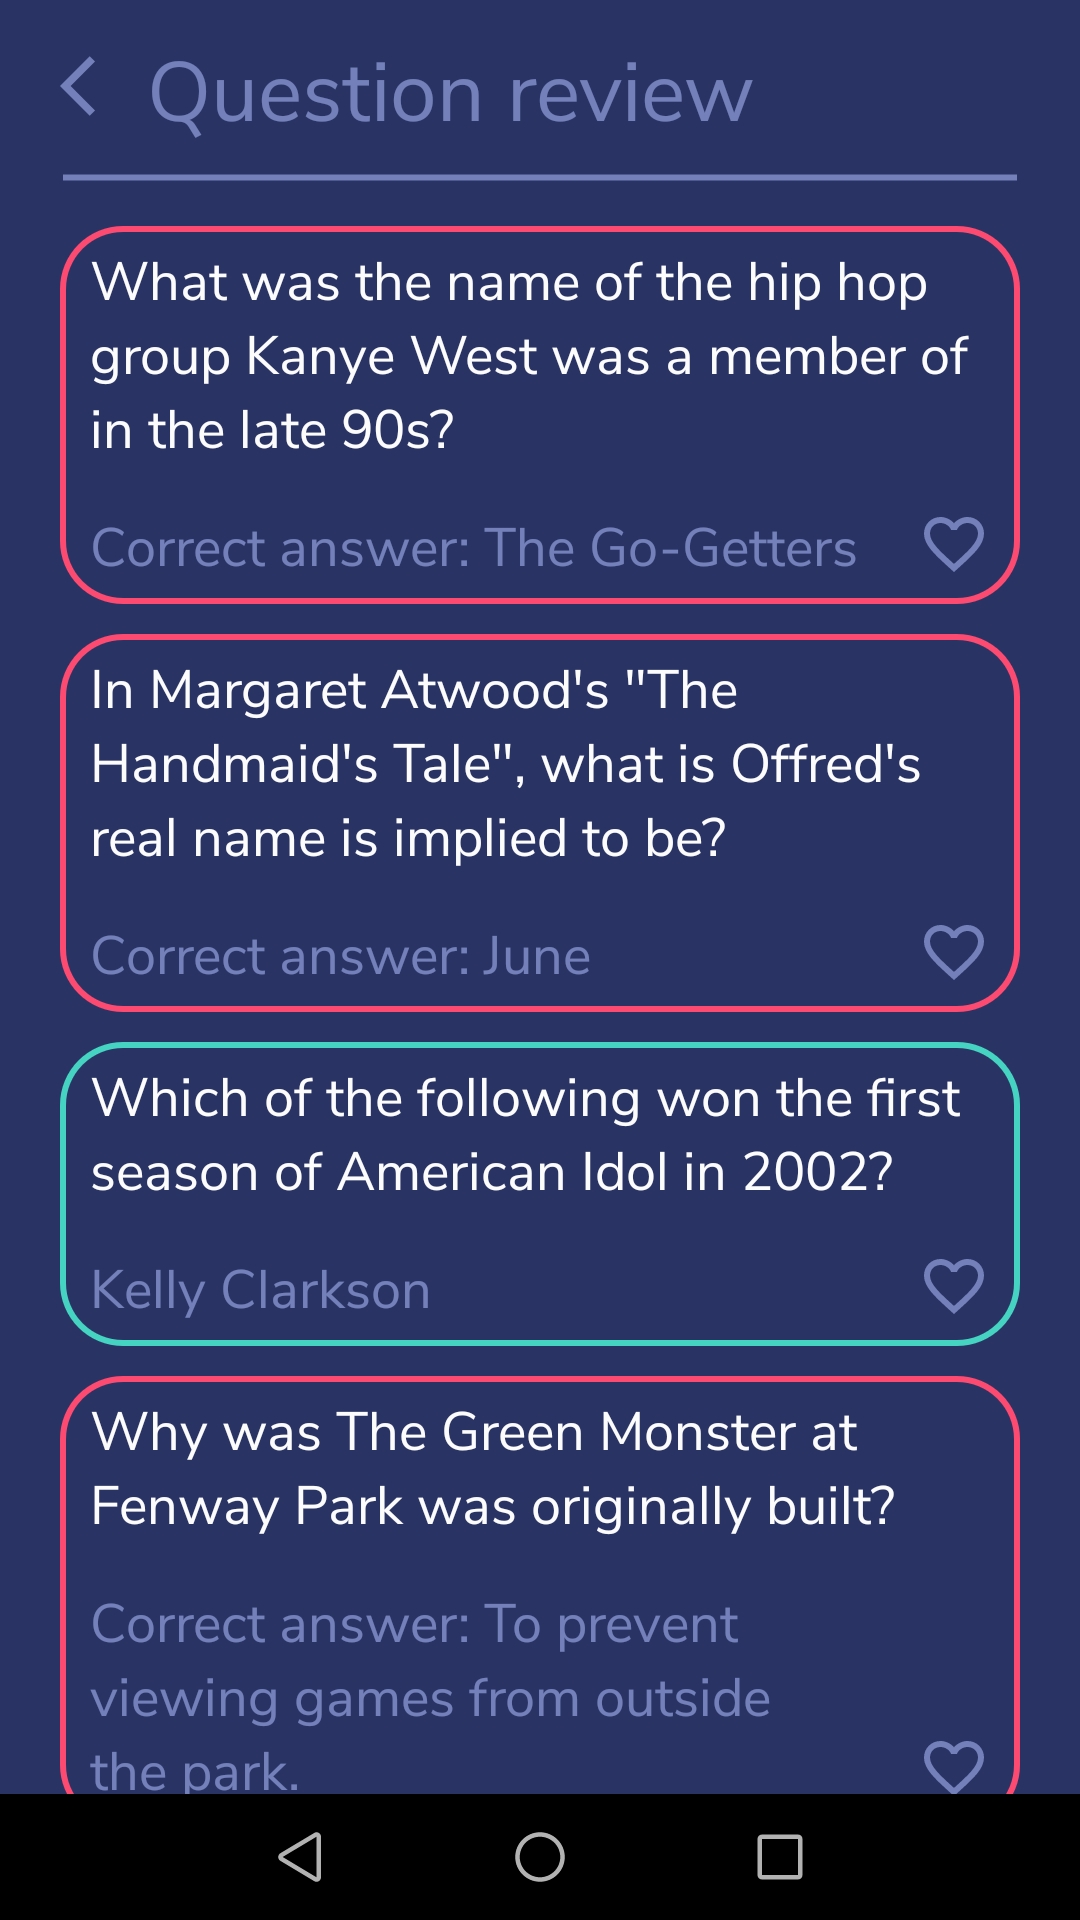 Question review
What was the name of the hip hop
group Kanye West was a member of
in the late 90s?
Correct answer: The Go-Getters
In Margaret Atwood's "The
Handmaid's Tale", what is Offred's
real name is implied to be?
Correct answer: June
Which of the following won the first
season of American Idol in 2002?
Kelly Clarkson
Why was The Green Monster at
Fenway Park was originally built?
Correct answer: To prevent
viewing games from outside
the park.